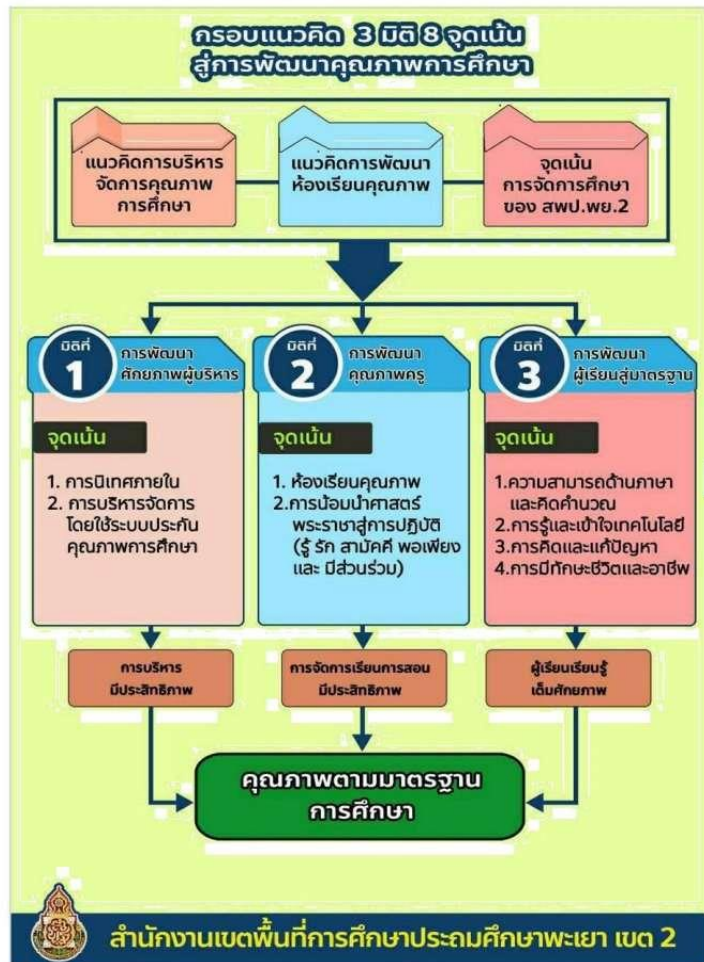 กรอบแนวคิด 3 มิติ 8 จุดเน้น
สู่การพัฒนาคุณภาพการศึกษา
แนวคิดการบริหาร
จัดการคุณภาพ
การศึกษา
แนวคิดการพัฒนา
ห้องเรียนคุณภาพ
จุดเน้น
การจัดการศึกษา
ของ สพป.พย.2
มิติที่
1
การพัฒนา
ศักยภาพผู้บริหาร
จุดเน้น
1. การนิเทศภายใน
2. การบริหารจัดการ
โดยใช้ระบบประกัน
คุณภาพการศึกษา
มิติที่
2
การพัฒนา
คุณภาพครู
จุดเน้น
1. ห้องเรียนคุณภาพ
2.การน้อมนำศาสตร์
พระราชาสู่การปฏิบัติ
(รู้ รัก สามัคคี พอเพียง
และ มีส่วนร่วม)
มิติที่
3
การพัฒนา
ผู้เรียนสู่มาตรฐาน
จุดเน้น
1.ความสามารถด้านภาษา
และคิดคำนวณ
2.การรู้และเข้าใจเทคโนโลยี
3.การคิดและแก้ปัญหา
4.การมีทักษะชีวิตและอาชีพ
การบริหาร
มีประสิทธิภาพ
การจัดการเรียนการสอน
มีประสิทธิภาพ
ผู้เรียนเรียนรู้
เต็มศักยภาพ
คุณภาพตามมาตรฐาน
การศึกษา
สำนักงานเขตพื้นที่การศึกษาประถมศึกษาพะเยา เขต 2